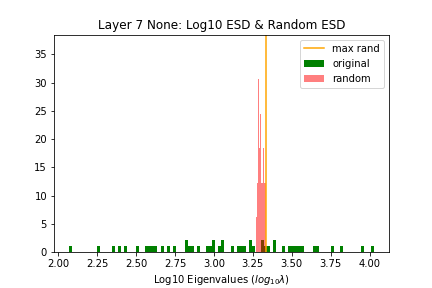 Layer 7 None: Log10 ESD & Random ESD
max rand
original
random
35
30
25
20
15
10
5
0
2.00 2.25 2.50 2.75 3.00 3.25 3.50 3.75 4.00
Log10 Eigenvalues (log10λ)